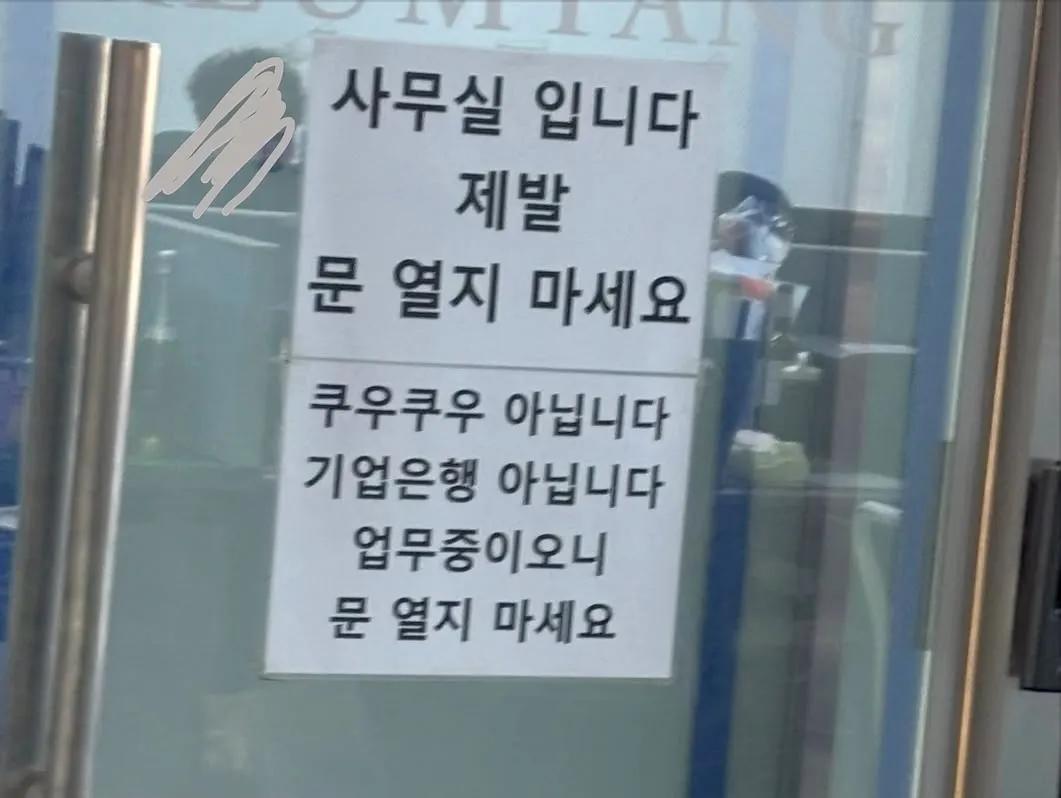 사무실 입니다
제발
문 열지 마세요
쿠우쿠우 아닙니다
기업은행 아닙니다
업무중이오니
문 열지 마세요